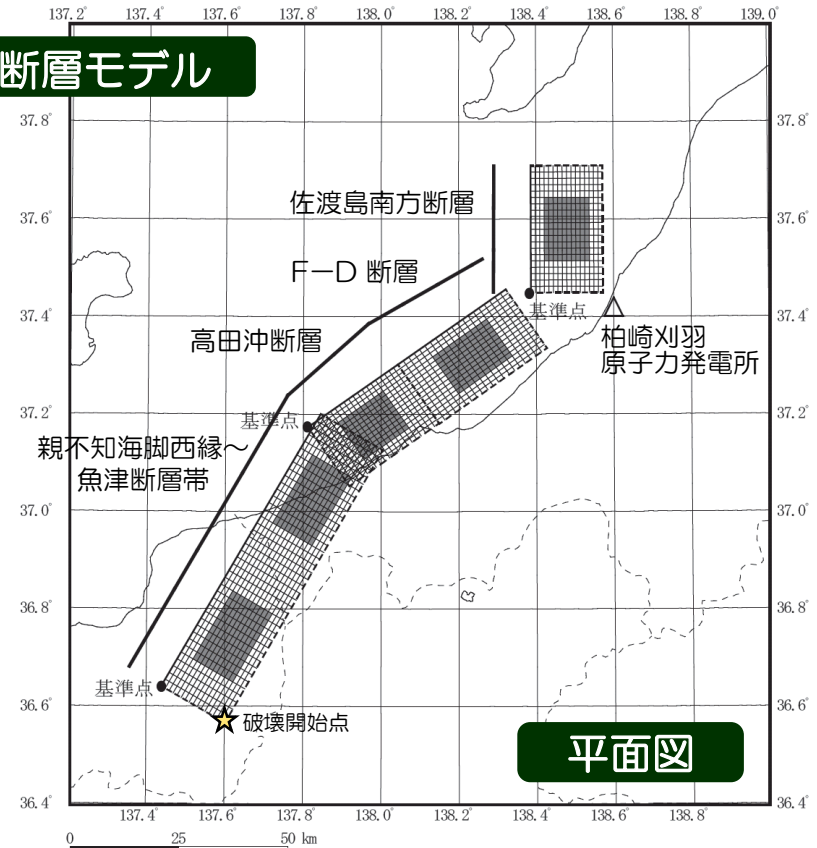 137.2° 137.4° 137.6° 137.8° 138.0° 138.2° 138.4° 138.6° 138.8° 139.0°
断層モデル
37.8° 37.8°
佐渡島南方断層
37.6° 37.6°
F-D 断層
37.4° 37.4°
基準点
高田沖断層
柏崎刈羽
原子力発電所
37.2° 37.2°
基準点
親不知海脚西縁～
魚津断層帯
37.0° 37.0°
36.8° 36.8°
基準点
36.6° 36.6°
破壊開始点
平面図
36.4° 36.4°
137.4° 137.6° 137.8° 138.0° 138.2° 138.4° 138.6° 138.8°
0 25 50 km